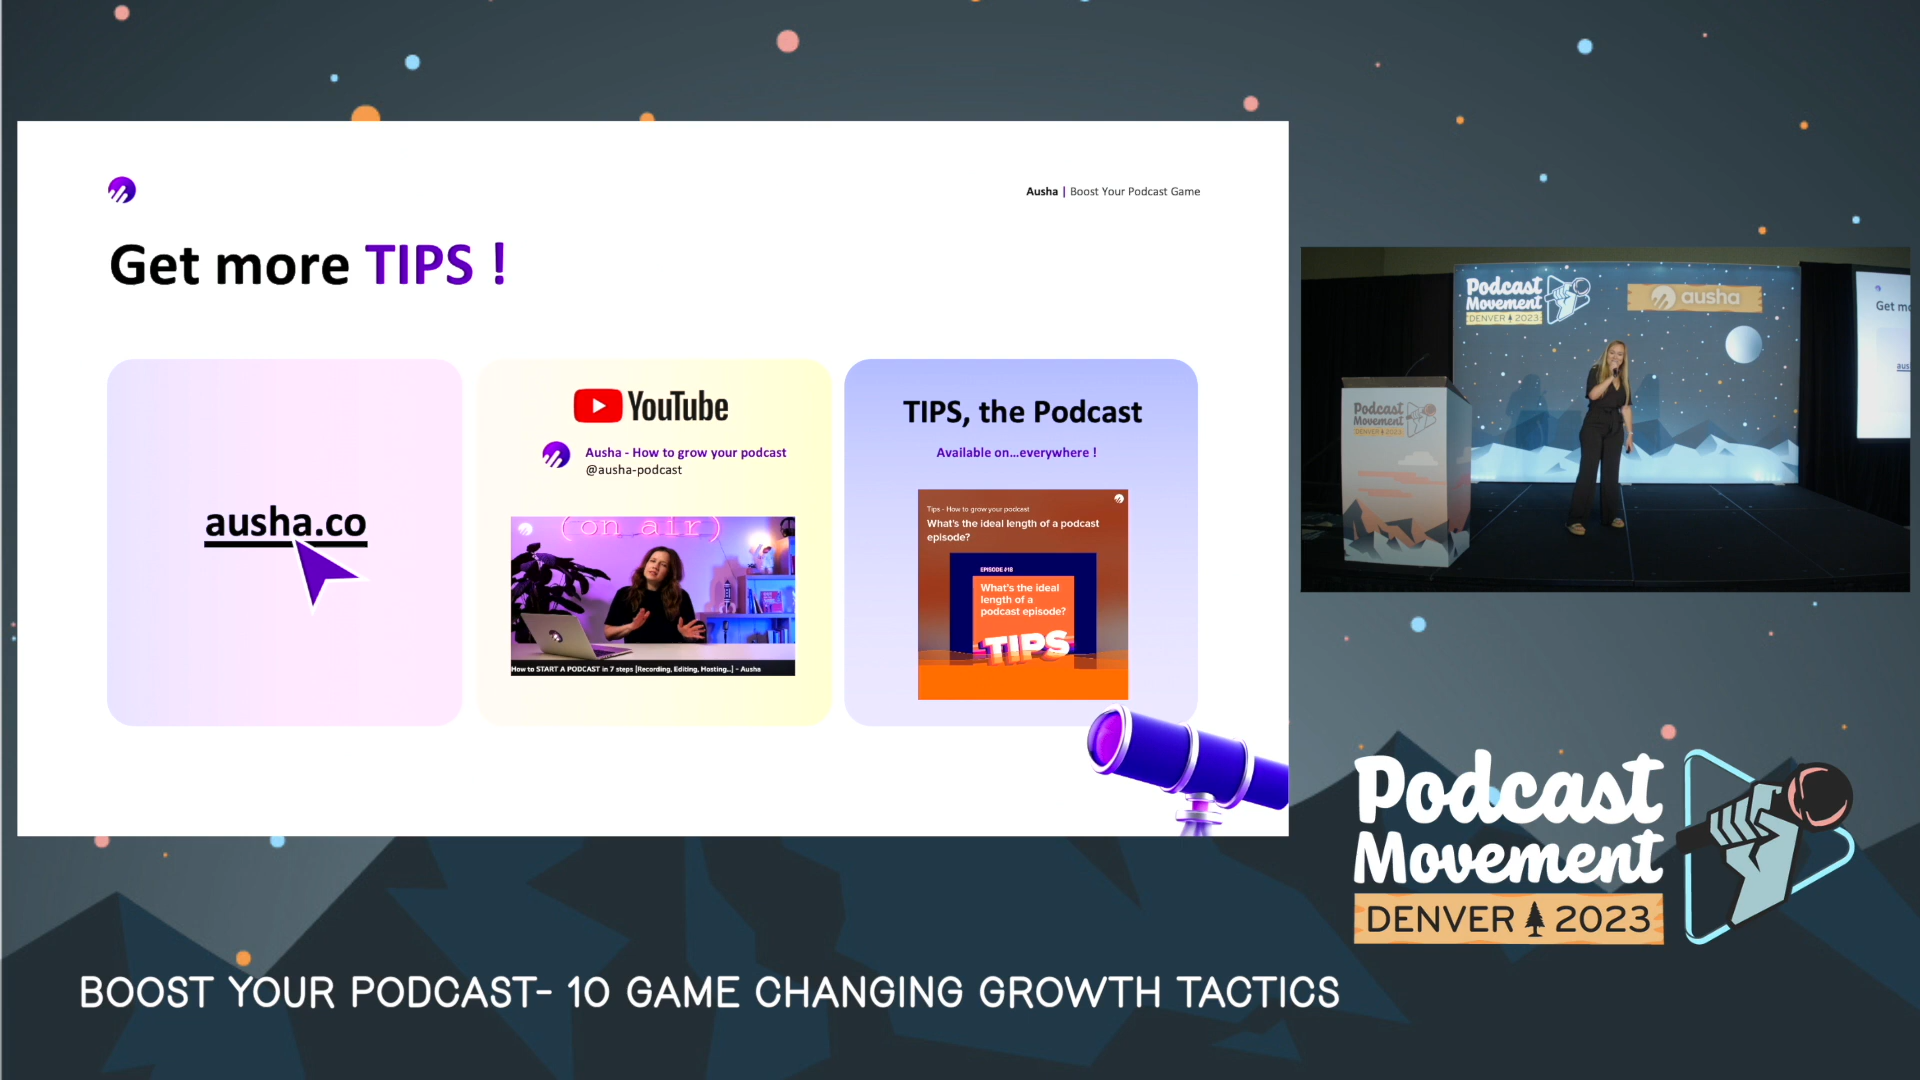 Ausha | Boost Your Podcast Game
Get more TIPS !
ausha.co
YouTube
Ausha - How to grow your podcast
@ausha-podcast
(on air)
How to START A PODCAST in 7 steps [Recording, Editing, Hosting...] - Ausha
TIPS, the Podcast
Available on...everywhere !
Tips - How to grow your podcast
What's the ideal length of a podcast
episode?
EPISODE #18
What's the ideal
length of a
podcast episode?
TIPS
Podcast
Movement
DENVER 2023
ausha
Podcast
Movement
DENVER 2023
Get mo
aus
Podcast
Movement
DENVER 2023
BOOST YOUR PODCAST- 10 GAME CHANGING GROWTH TACTICS